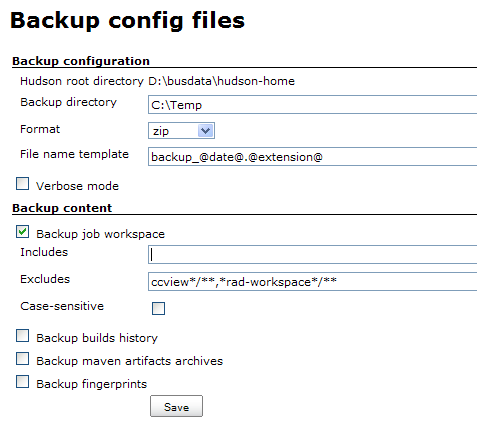 Backup config files
Backup configuration
Hudson root directory D:\busdata\hudson-home
Backup directory C:\Temp
Format zip
File name template backup_@date@.@extension@
Verbose mode
Backup content
Backup job workspace
Includes
Excludes ccview*/**,*rad-workspace*/**
Case-sensitive
Backup builds history
Backup maven artifacts archives
Backup fingerprints
Save